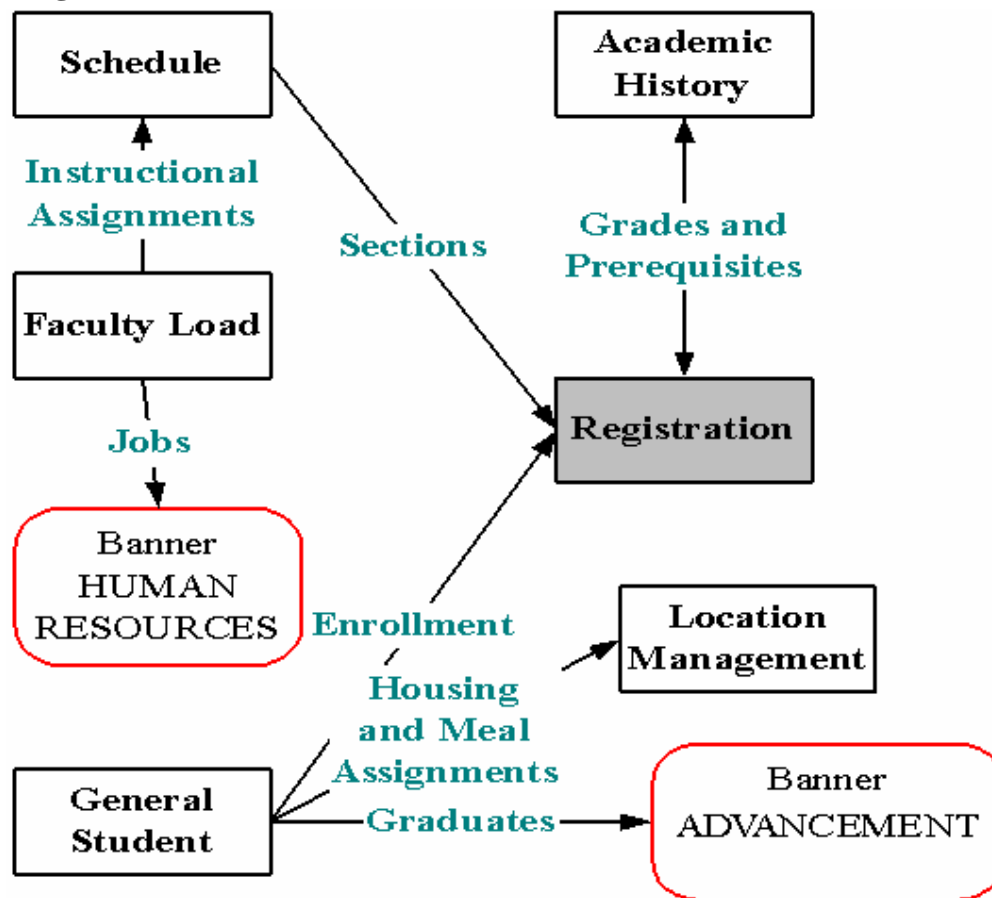 Schedule
Academic
History
Instructional
Assignments
Sections
Grades and
Prerequisites
Faculty Load
Registration
Jobs
Banner
HUMAN
RESOURCES
Enrollment
Location
Management
Housing
and Meal
Assignments
General
Student
Graduates
Banner
ADVANCEMENT